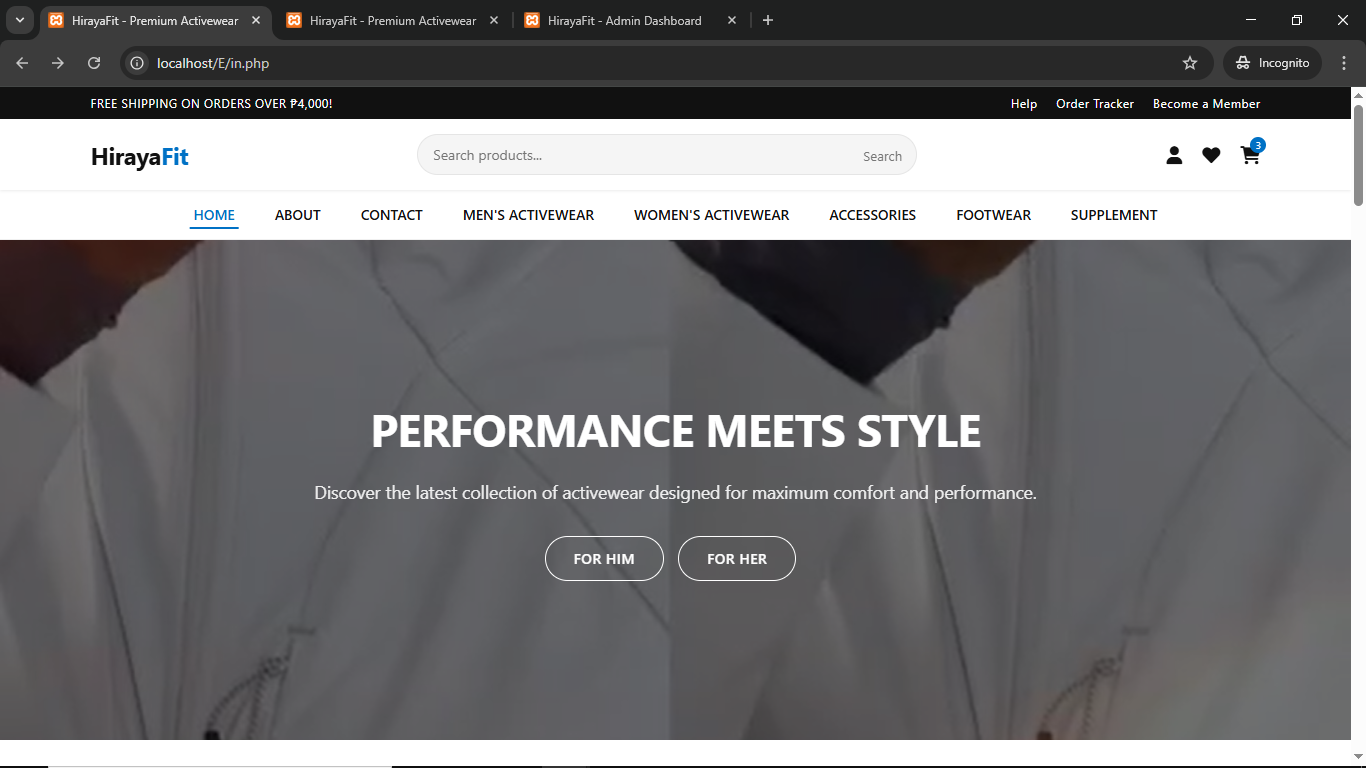 HirayaFit - Premium Activewear
HirayaFit - Premium Activewear
HirayaFit - Admin Dashboard
localhost/E/in.php
Incognito
FREE SHIPPING ON ORDERS OVER ₱4,000!
Help
Order Tracker
Become a Member
HirayaFit
Search products...
Search
3
HOME
ABOUT
CONTACT
MEN'S ACTIVEWEAR
WOMEN'S ACTIVEWEAR
ACCESSORIES
FOOTWEAR
SUPPLEMENT
PERFORMANCE MEETS STYLE
Discover the latest collection of activewear designed for maximum comfort and performance.
FOR HIM
FOR HER